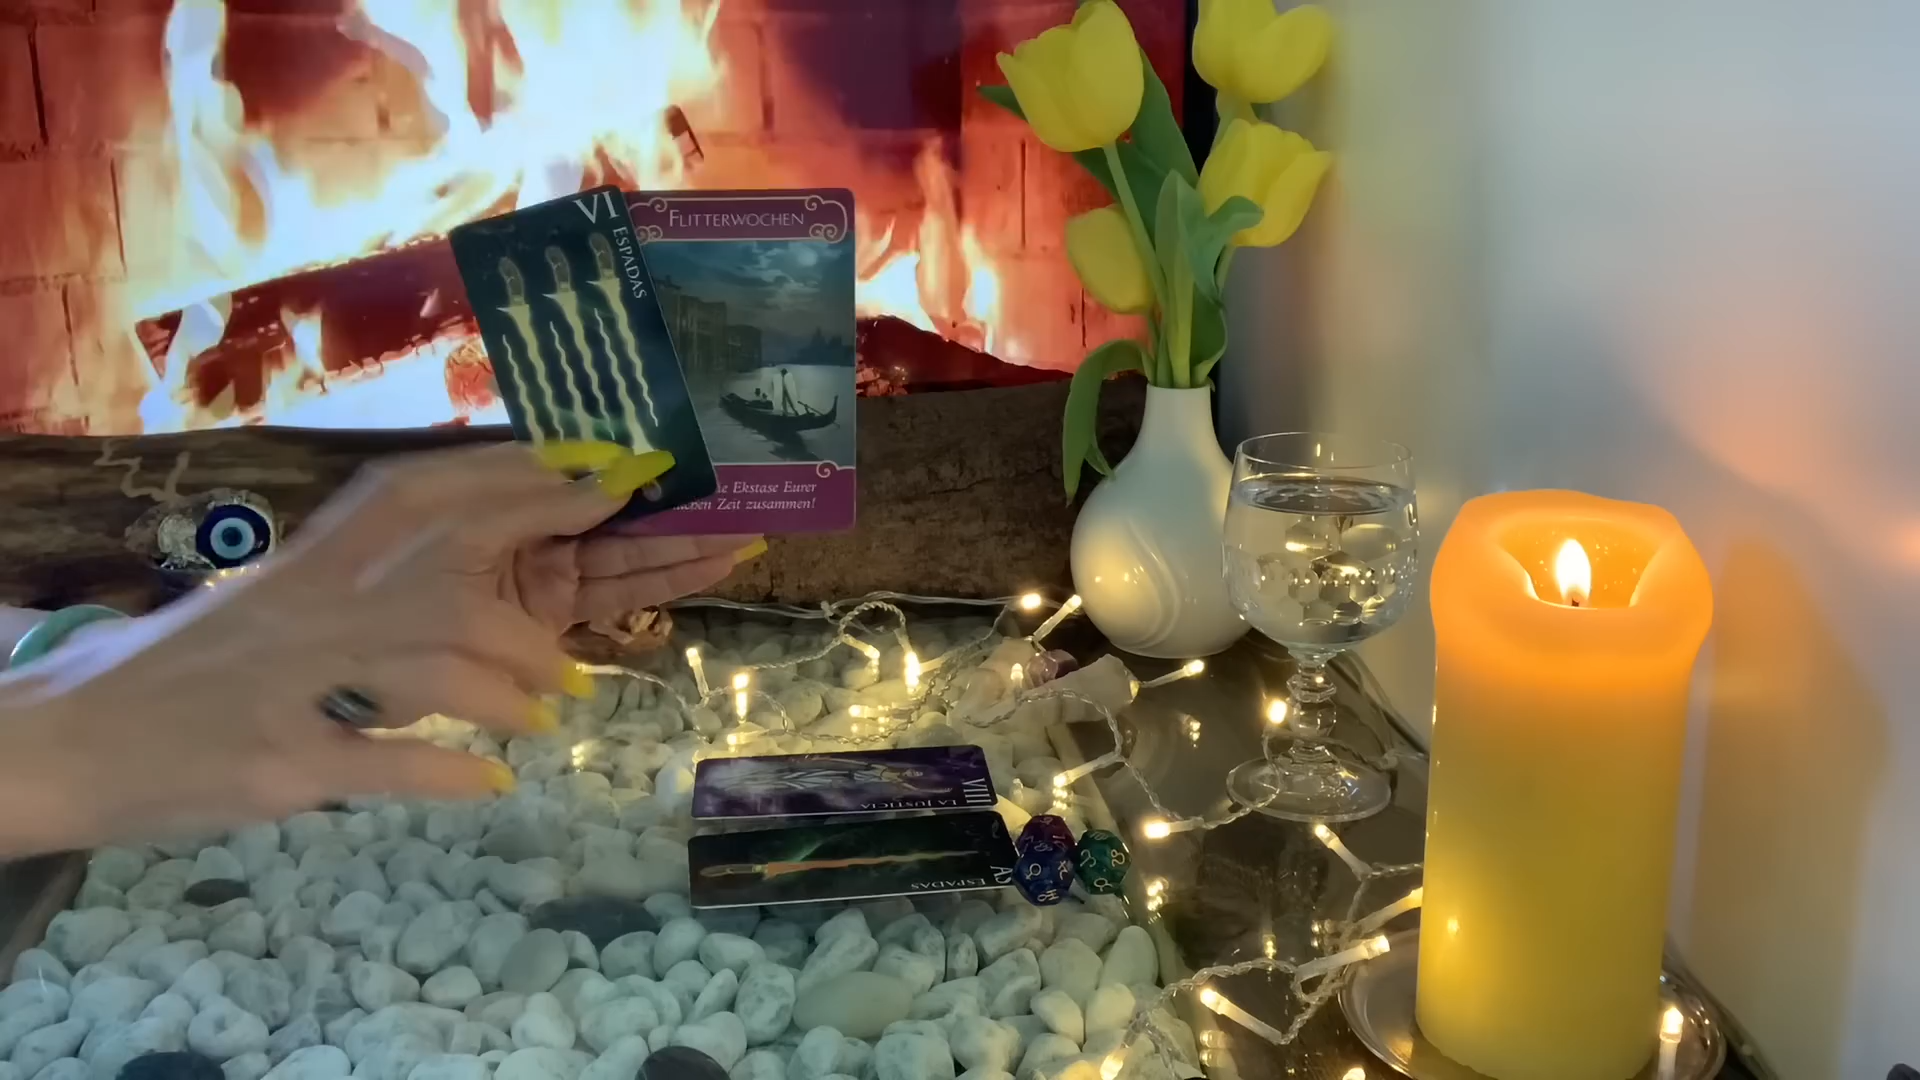 VI
ESPADAS
FLITTERWOCHEN
Ekstase Eurer
Zeit zusammen!
VIII
LA JUSTICIA
AS
ESPADAS